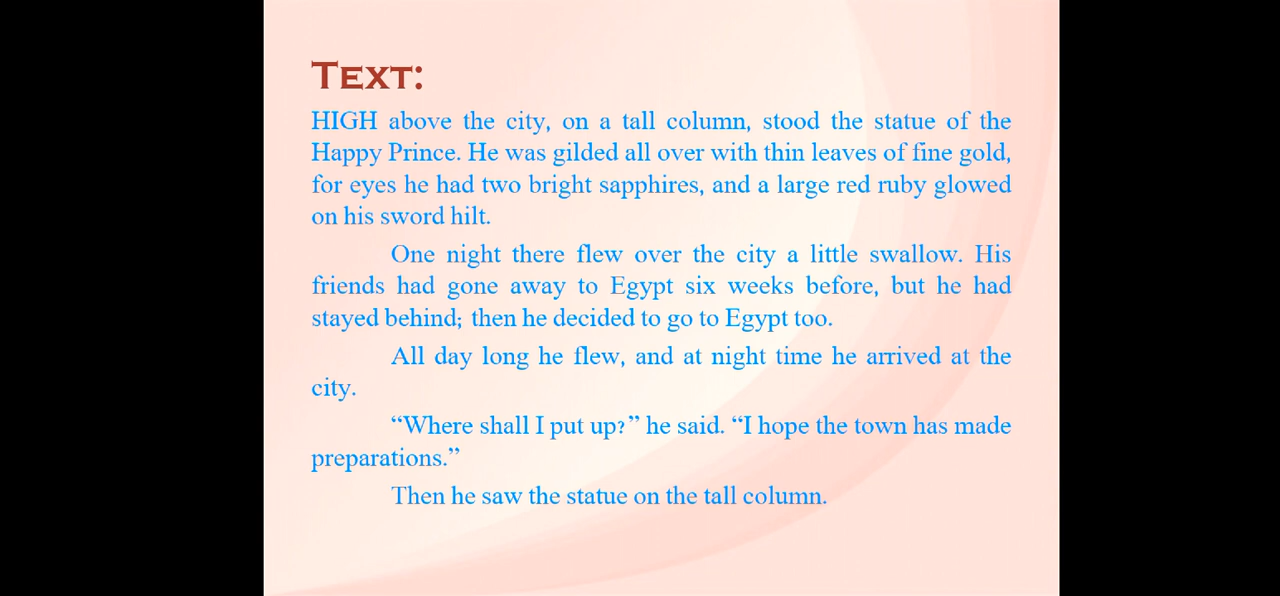 TEXT:
HIGH above the city, on a tall column, stood the statue of the
Happy Prince. He was gilded all over with thin leaves of fine gold,
for eyes he had two bright sapphires, and a large red ruby glowed
on his sword hilt.
One night there flew over the city a little swallow. His
friends had gone away to Egypt six weeks before, but he had
stayed behind; then he decided to go to Egypt too.
All day long he flew, and at night time he arrived at the
city.
“Where shall I put up?” he said. “I hope the town has made
preparations.”
Then he saw the statue on the tall column.